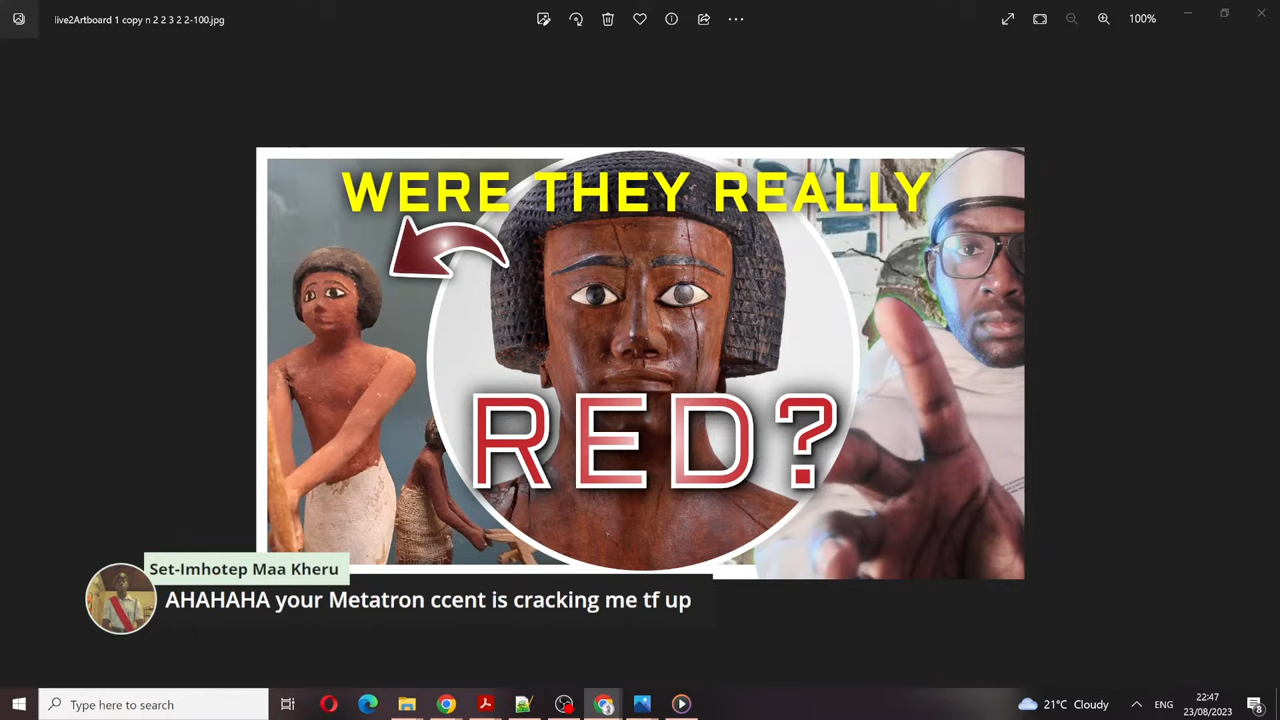 live2Artboard 1 copy n 2 2 3 2 2-100.jpg
100%
WERE THEY REALLY
RED?
Set-Imhotep Maa Kheru
AHAHAHA your Metatron ccent is cracking me tf up
Type here to search
21°C Cloudy
ENG
22:47
23/08/2023
8